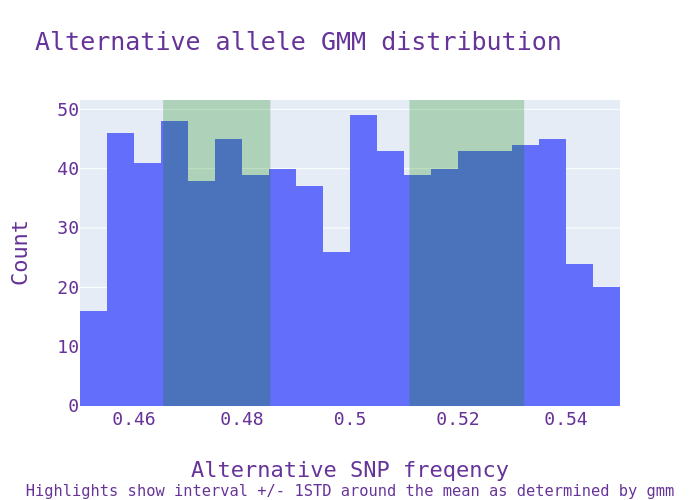 Alternative allele GMM distribution
50
40
30
20
10
0
Count
0.46 0.48 0.5 0.52 0.54
Alternative SNP freqency
Highlights show interval +/- 1STD around the mean as determined by gmm